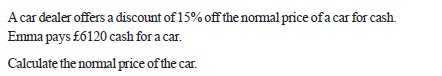 A car dealer offers a discount of 15% off the normal price of a car for cash.
Emma pays £6120 cash for a car.
Calculate the normal price of the car.